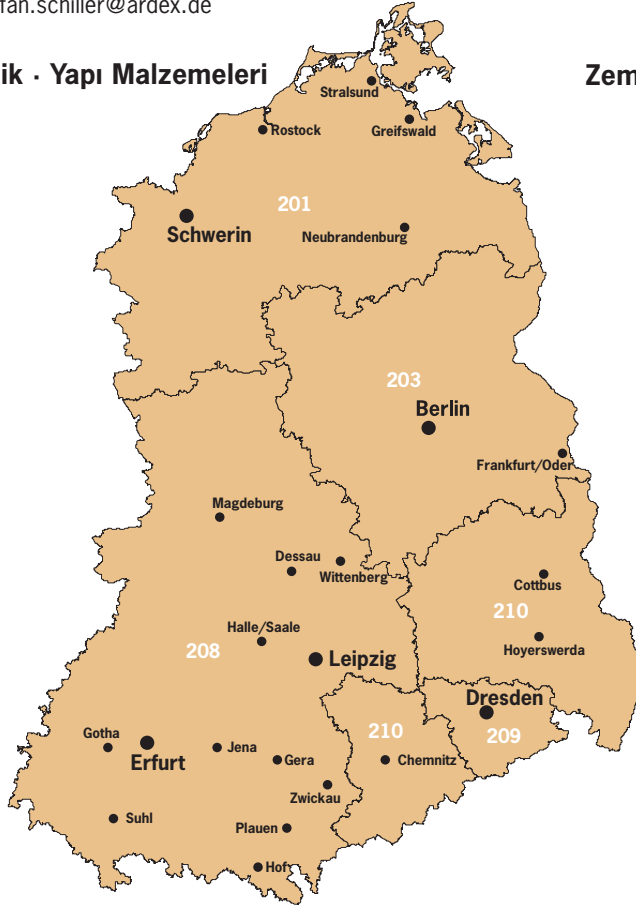 fan.schiller@ardex.de
ik · Yapı Malzemeleri
Zem
Stralsund
Rostock
Greifswald
201
Schwerin
Neubrandenburg
203
Berlin
Frankfurt/Oder
Magdeburg
Dessau
Wittenberg
Cottbus
210
Halle/Saale
Hoyerswerda
208
Leipzig
Dresden
Gotha
210
209
Erfurt
Jena
Gera
Chemnitz
Zwickau
Suhl
Plauen
Hof